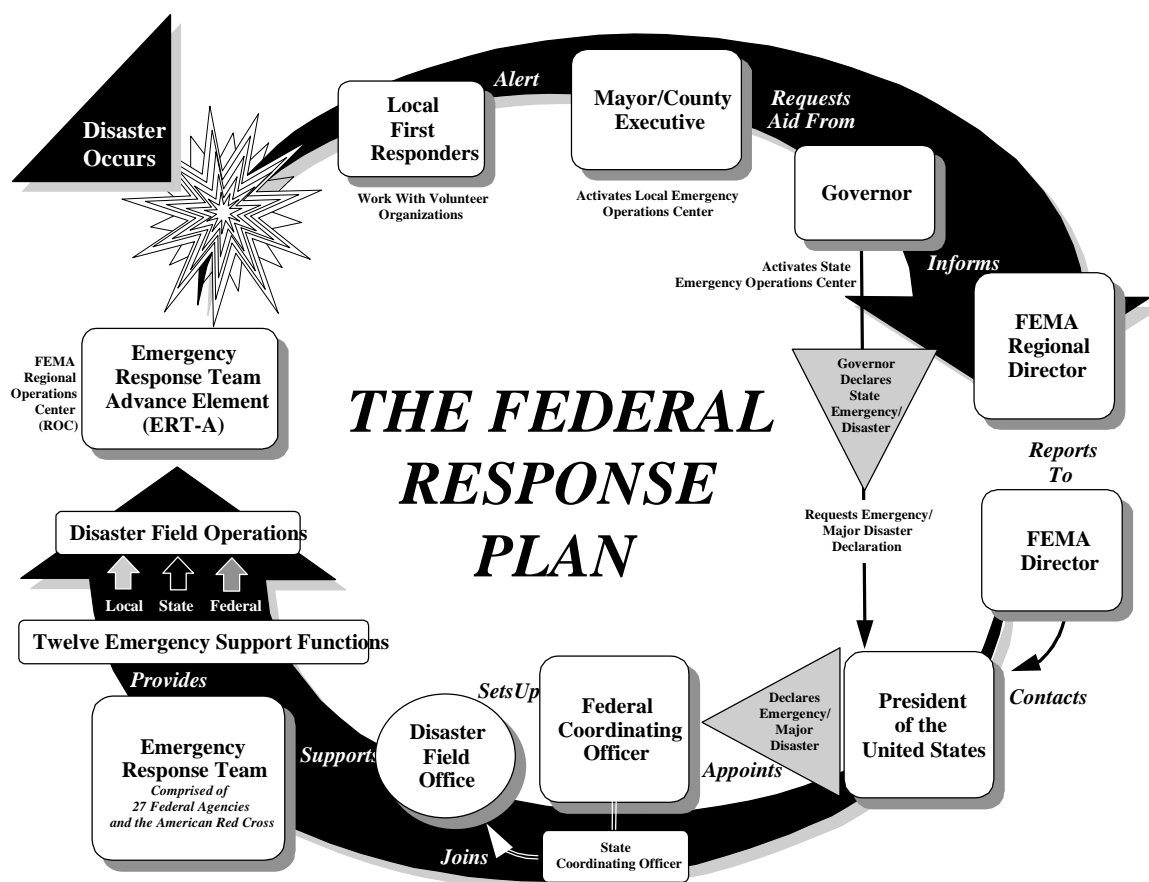 Disaster
Occurs
Local
First
Responders
Work With Volunteer
Organizations
Alert
Mayor/County
Executive
Activates Local Emergency
Operations Center
Requests
Aid From
Governor
Activates State
Emergency Operations Center
Informs
FEMA
Regional
Director
Governor
Declares
State
Emergency/
Disaster
Reports
To
Requests Emergency/
Major Disaster
Declaration
FEMA
Director
Contacts
President
of the
United States
Declares
Emergency/
Major
Disaster
Appoints
Federal
Coordinating
Officer
State
Coordinating Officer
SetsUp
Joins
Disaster
Field
Office
Supports
Emergency
Response Team
Comprised of
27 Federal Agencies
and the American Red Cross
Provides
Twelve Emergency Support Functions
Local State Federal
Disaster Field Operations
Emergency
Response Team
Advance Element
(ERT-A)
FEMA
Regional
Operations
Center
(ROC)
THE FEDERAL
RESPONSE
PLAN